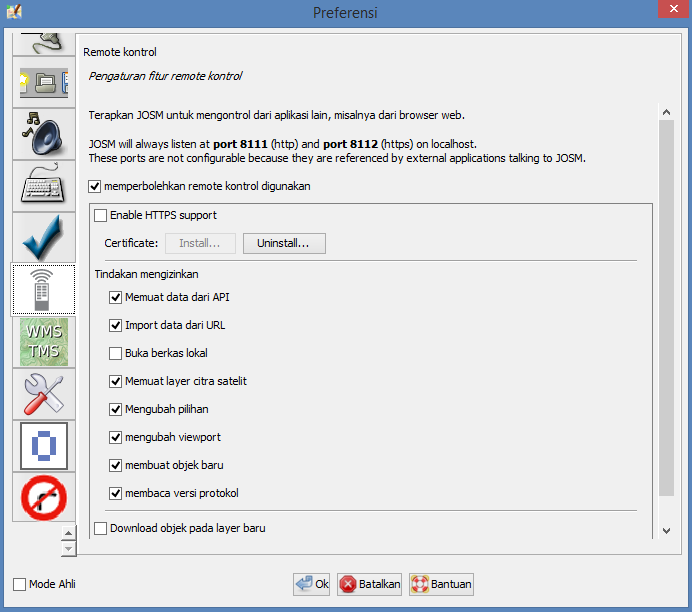 Preferensi
Remote kontrol
Pengaturan fitur remote kontrol
Terapkan JOSM untuk mengontrol dari aplikasi lain, misalnya dari browser web.
JOSM will always listen at port 8111 (http) and port 8112 (https) on localhost.
These ports are not configurable because they are referenced by external applications talking to JOSM.
memperbolehkan remote kontrol digunakan
Enable HTTPS support
Certificate: Install... Uninstall...
Tindakan mengizinkan
Memuat data dari API
Import data dari URL
Buka berkas lokal
WMS
TMS
Memuat layer citra satelit
Mengubah pilihan
mengubah viewport
membuat objek baru
membaca versi protokol
Download objek pada layer baru
Mode Ahli
Ok Batalkan Bantuan